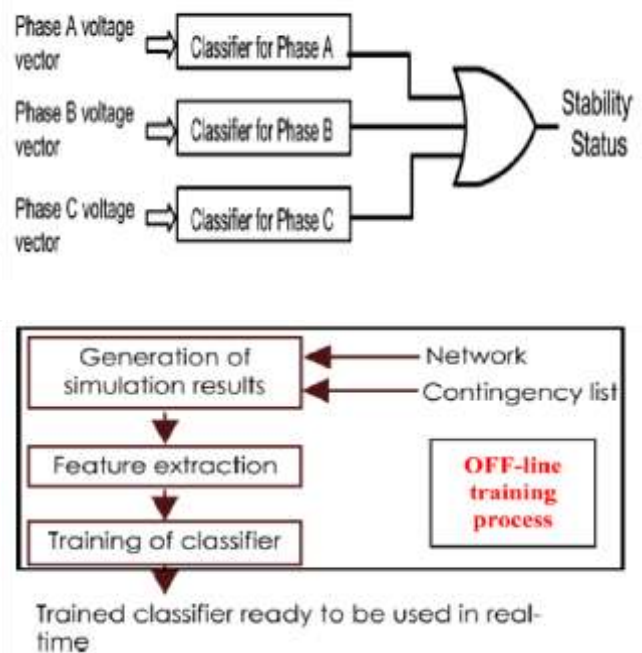 Phase A voltage
vector
Classifier for Phase A
Phase B voltage
vector
Classifier for Phase B
Phase C voltage
vector
Classifier for Phase C
Stability
Status
Generation of
simulation results
Network
Contingency list
Feature extraction
Training of classifier
OFF-line
training
process
Trained classifier ready to be used in real-
time